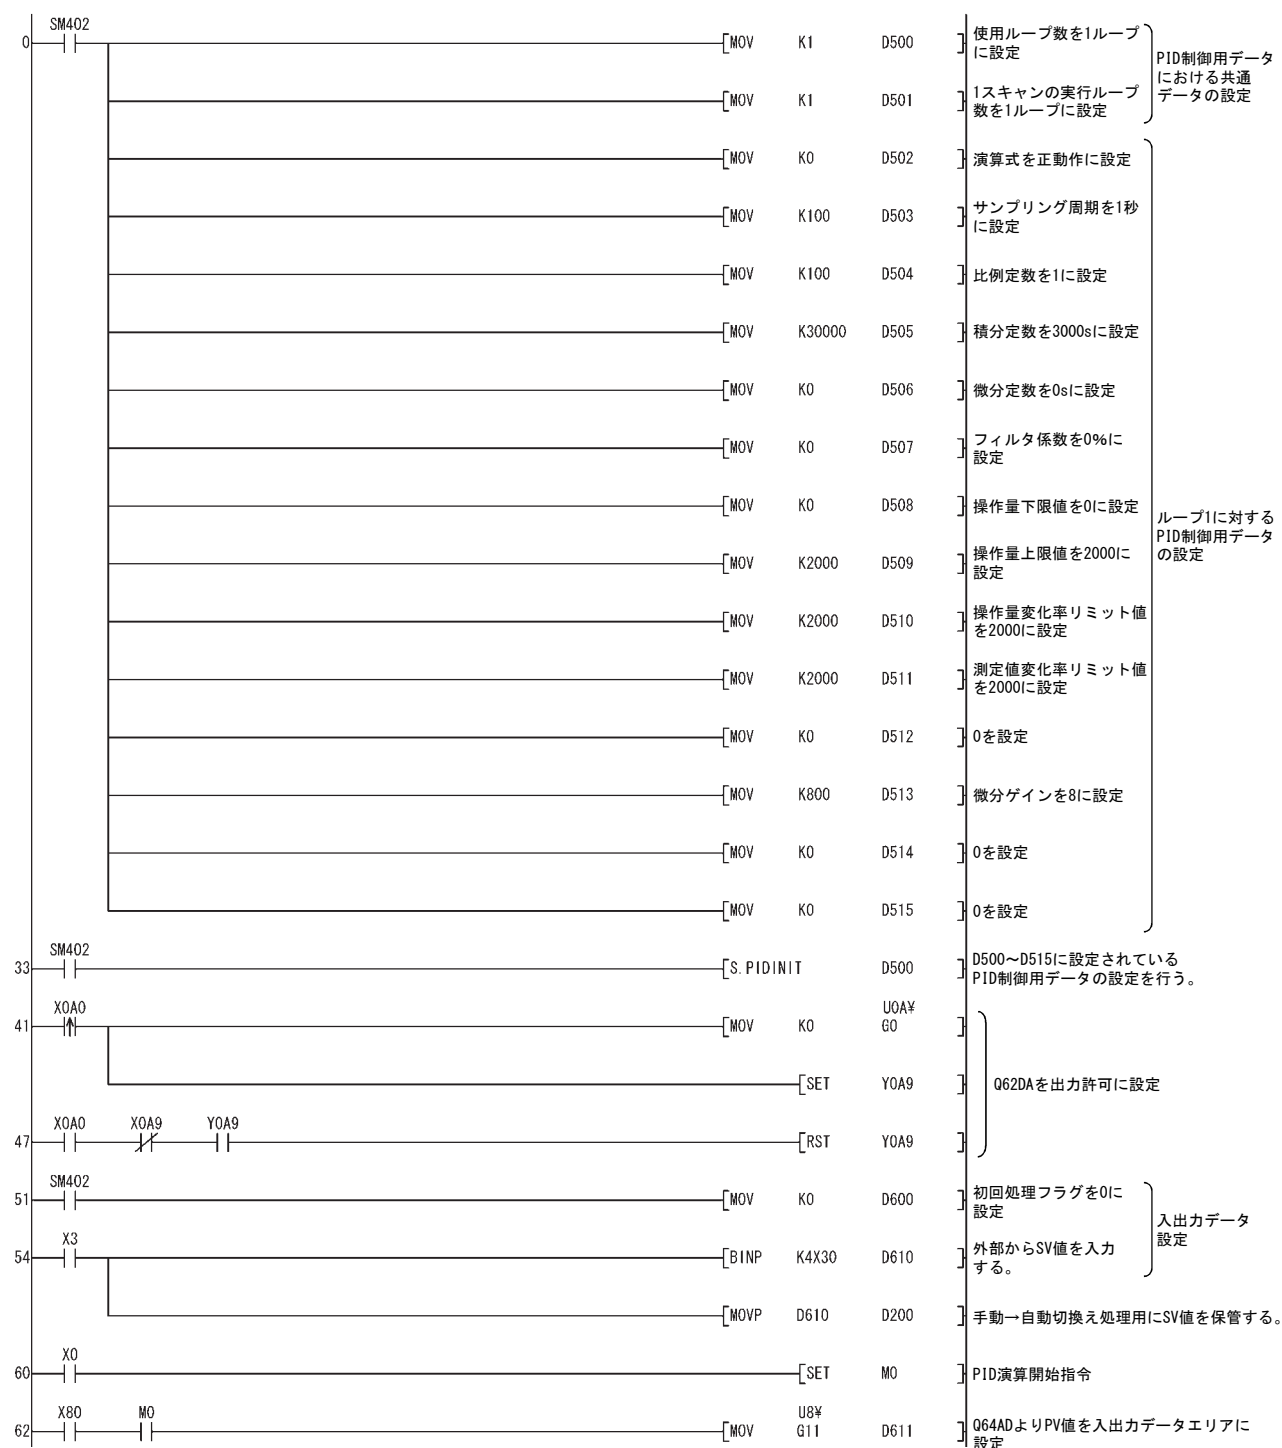 SM402
0 MOV K1 D500 使用ループ数を1ループ
に設定
MOV K1 D501 1スキャンの実行ループ
数を1ループに設定
PID制御用データ
における共通
データの設定
MOV K0 D502 演算式を正動作に設定
MOV K100 D503 サンプリング周期を1秒
に設定
MOV K100 D504 比例定数を1に設定
MOV K30000 D505 積分定数を3000sに設定
MOV K0 D506 微分定数を0sに設定
MOV K0 D507 フィルタ係数を0%に
設定
MOV K0 D508 操作量下限値を0に設定
MOV K2000 D509 操作量上限値を2000に
設定
ループ1に対する
PID制御用データ
の設定
MOV K2000 D510 操作量変化率リミット値
を2000に設定
MOV K2000 D511 測定値変化率リミット値
を2000に設定
MOV K0 D512 0を設定
MOV K800 D513 微分ゲインを8に設定
MOV K0 D514 0を設定
MOV K0 D515 0を設定
SM402
33 S.PIDINIT D500 D500～D515に設定されている
PID制御用データの設定を行う。
X0A0 U0A¥
41 MOV K0 G0
SET Y0A9 Q62DAを出力許可に設定
X0A0 X0A9 Y0A9
47 RST Y0A9
SM402
51 MOV K0 D600 初回処理フラグを0に
設定
X3
54 BINP K4X30 D610 外部からSV値を入力
する。
入出力データ
設定
MOVP D610 D200 手動→自動切換え処理用にSV値を保管する。
X0
60 SET M0 PID演算開始指令
X80 M0 U8¥
62 MOV G11 D611 Q64ADよりPV値を入出力データエリアに
設定